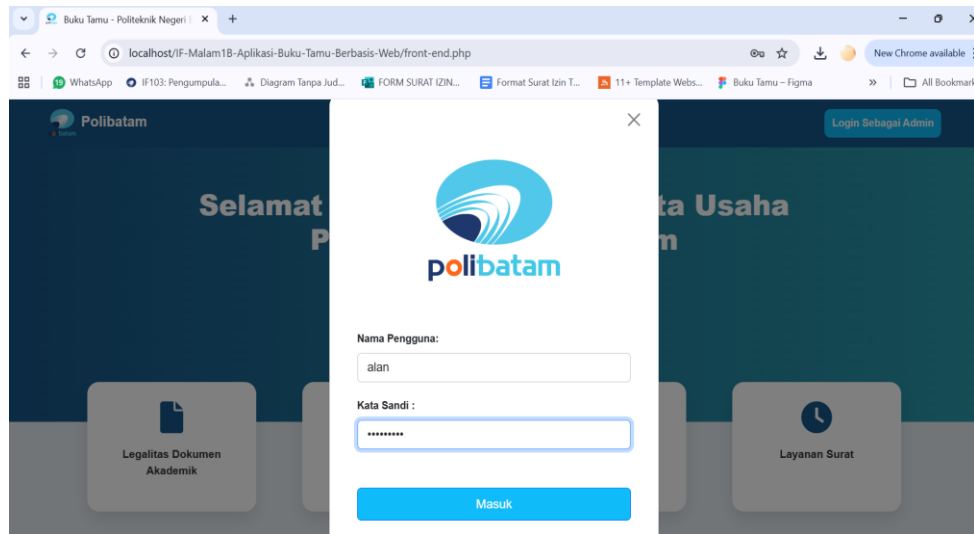 Buku Tamu - Politeknik Negeri
localhost/IF-Malam1B-Aplikasi-Buku-Tamu-Berbasis-Web/front-end.php
New Chrome available
19 WhatsApp
IF103: Pengumpula...
Diagram Tanpa Jud...
FORM SURAT IZIN...
Format Surat Izin T...
11+ Template Webs...
Buku Tamu – Figma
All Bookmark
Polibatam
Login Sebagai Admin
Selamat
ta Usaha
P
m
polibatam
Nama Pengguna:
alan
Kata Sandi :
Masuk
Legalitas Dokumen
Akademik
Layanan Surat